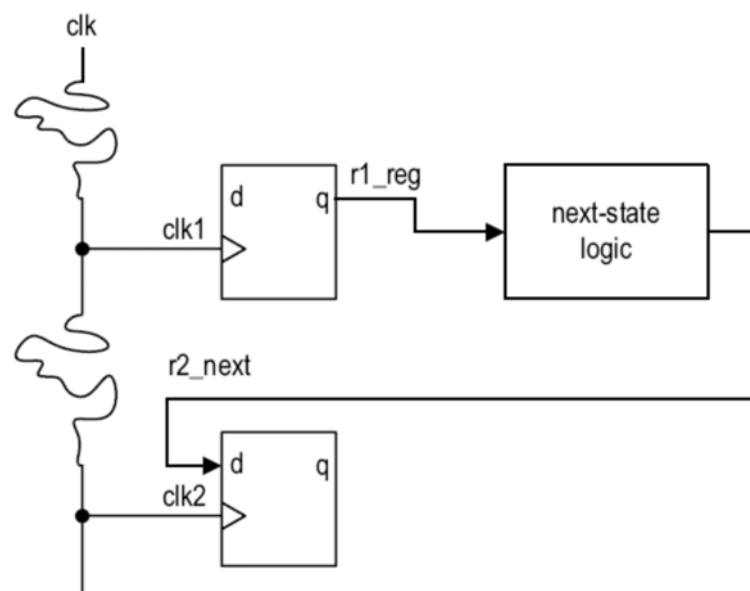 clk
r1_reg
d
q
next-state
logic
clk1
r2_next
d
q
clk2